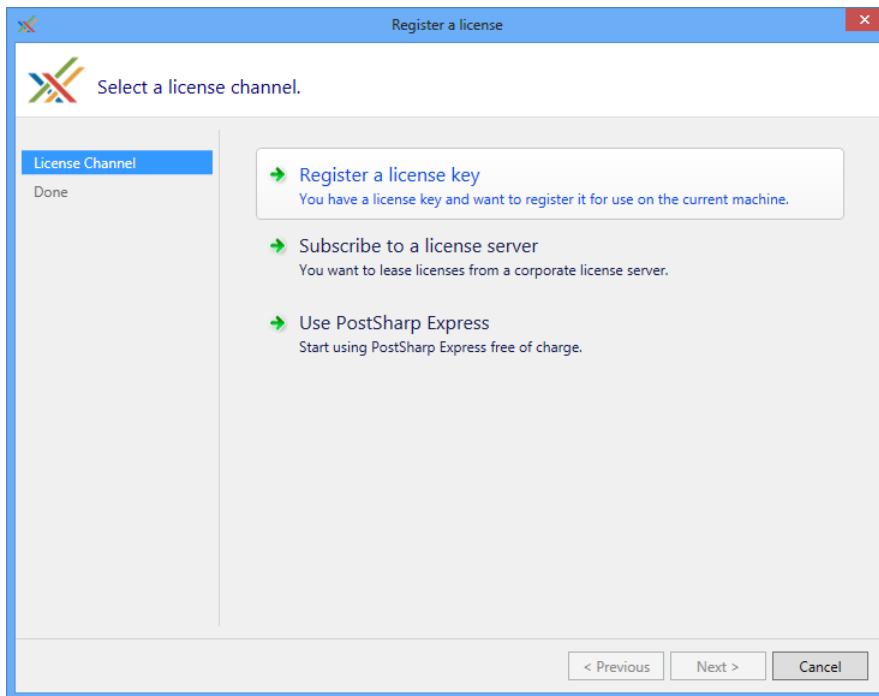 Register a license
Select a license channel.
License Channel
Done
Register a license key
You have a license key and want to register it for use on the current machine.
Subscribe to a license server
You want to lease licenses from a corporate license server.
Use PostSharp Express
Start using PostSharp Express free of charge.
< Previous
Next >
Cancel